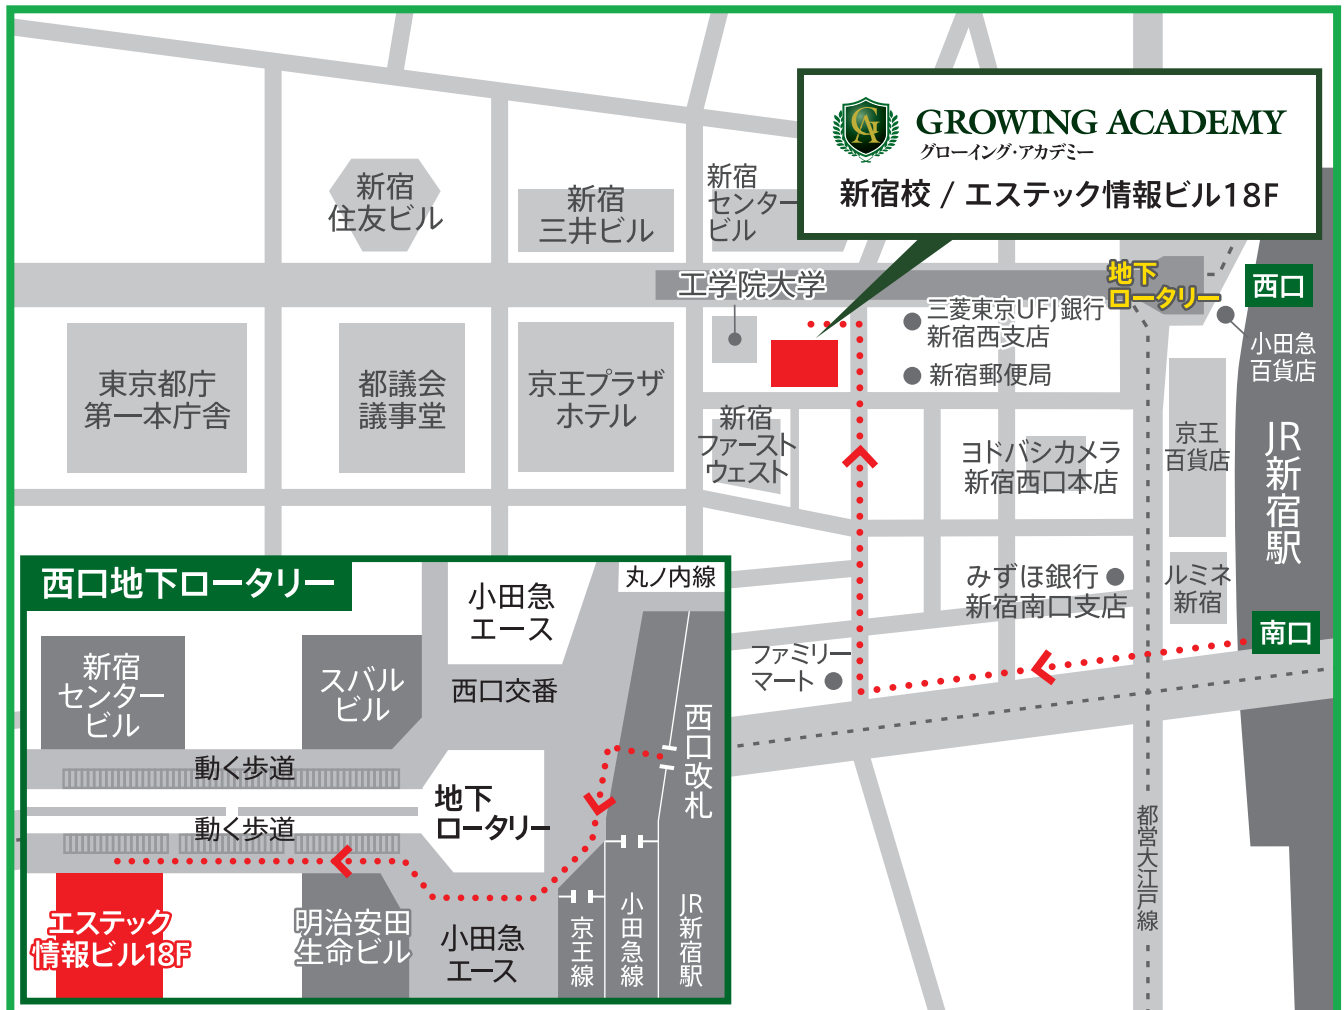 GROWING ACADEMY
グローイング・アカデミー
新宿校 / エステック情報ビル18F
新宿
住友ビル
新宿
三井ビル
新宿
センター
ビル
工学院大学
地下
ロータリー
西口
三菱東京UFJ銀行
新宿西支店
新宿郵便局
小田急
百貨店
東京都庁
第一本庁舎
都議会
議事堂
京王プラザ
ホテル
新宿
ファースト
ウェスト
ヨドバシカメラ
新宿西口本店
京王
百貨店
JR新宿駅
みずほ銀行
新宿南口支店
ルミネ
新宿
南口
ファミリー
マート
都営大江戸線
西口地下ロータリー
小田急
エース
丸ノ内線
新宿
センター
ビル
スバル
ビル
西口交番
西口改札
動く歩道
地下
ロータリー
動く歩道
エステック
情報ビル18F
明治安田
生命ビル
小田急
エース
京王線
小田急線
JR新宿駅